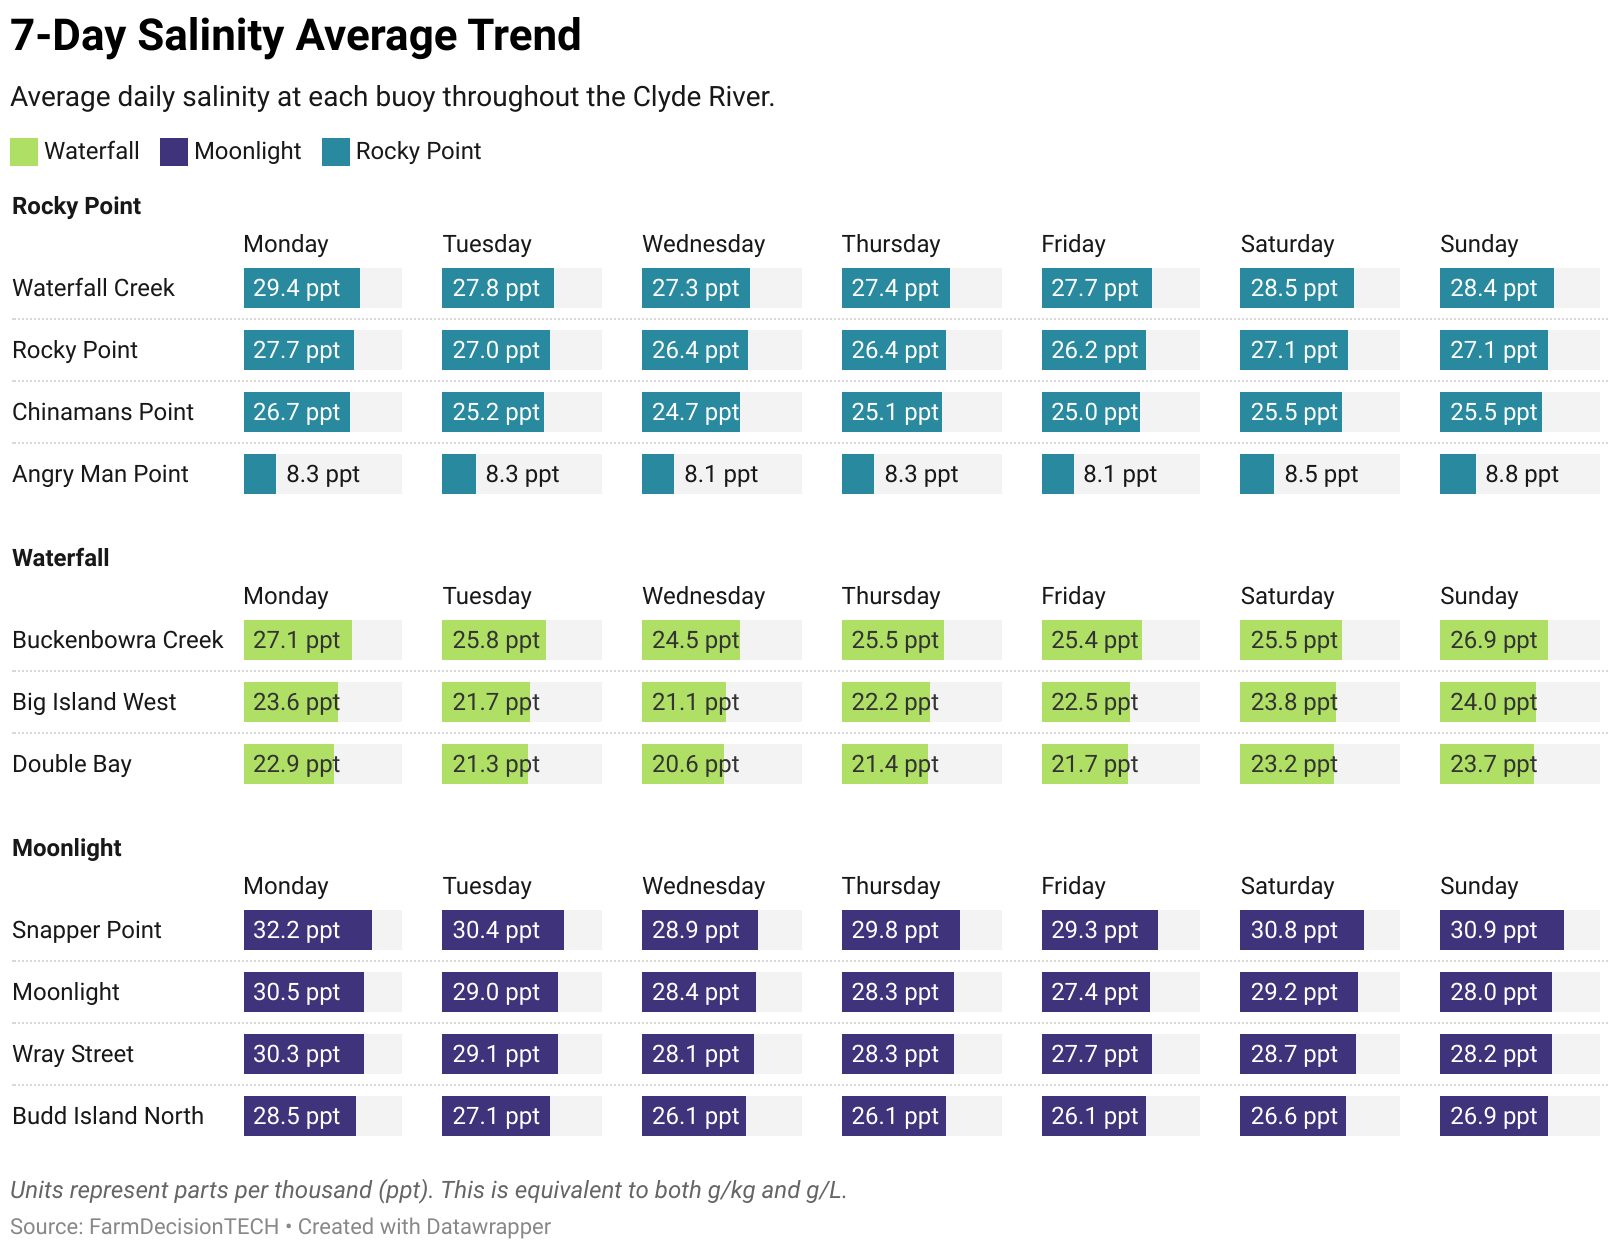 7-Day Salinity Average Trend
Average daily salinity at each buoy throughout the Clyde River.
Waterfall Moonlight Rocky Point
Rocky Point
Monday Tuesday Wednesday Thursday Friday Saturday Sunday
Waterfall Creek 29.4 ppt 27.8 ppt 27.3 ppt 27.4 ppt 27.7 ppt 28.5 ppt 28.4 ppt
Rocky Point 27.7 ppt 27.0 ppt 26.4 ppt 26.4 ppt 26.2 ppt 27.1 ppt 27.1 ppt
Chinamans Point 26.7 ppt 25.2 ppt 24.7 ppt 25.1 ppt 25.0 ppt 25.5 ppt 25.5 ppt
Angry Man Point 8.3 ppt 8.3 ppt 8.1 ppt 8.3 ppt 8.1 ppt 8.5 ppt 8.8 ppt
Waterfall
Monday Tuesday Wednesday Thursday Friday Saturday Sunday
Buckenbowra Creek 27.1 ppt 25.8 ppt 24.5 ppt 25.5 ppt 25.4 ppt 25.5 ppt 26.9 ppt
Big Island West 23.6 ppt 21.7 ppt 21.1 ppt 22.2 ppt 22.5 ppt 23.8 ppt 24.0 ppt
Double Bay 22.9 ppt 21.3 ppt 20.6 ppt 21.4 ppt 21.7 ppt 23.2 ppt 23.7 ppt
Moonlight
Monday Tuesday Wednesday Thursday Friday Saturday Sunday
Snapper Point 32.2 ppt 30.4 ppt 28.9 ppt 29.8 ppt 29.3 ppt 30.8 ppt 30.9 ppt
Moonlight 30.5 ppt 29.0 ppt 28.4 ppt 28.3 ppt 27.4 ppt 29.2 ppt 28.0 ppt
Wray Street 30.3 ppt 29.1 ppt 28.1 ppt 28.3 ppt 27.7 ppt 28.7 ppt 28.2 ppt
Budd Island North 28.5 ppt 27.1 ppt 26.1 ppt 26.1 ppt 26.1 ppt 26.6 ppt 26.9 ppt
Units represent parts per thousand (ppt). This is equivalent to both g/kg and g/L.
Source: FarmDecisionTECH • Created with Datawrapper